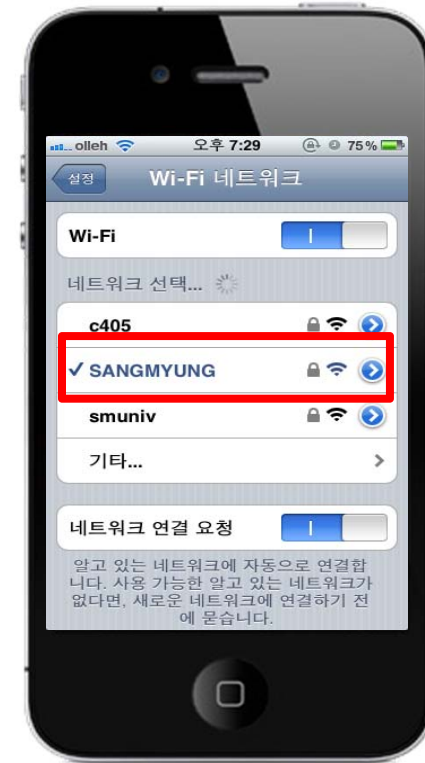 olleh 오후 7:29 75%
설정 Wi-Fi 네트워크
Wi-Fi
네트워크 선택...
c405
✓ SANGMYUNG
smuniv
기타...
네트워크 연결 요청
알고 있는 네트워크에 자동으로 연결합
니다. 사용 가능한 알고 있는 네트워크가
없다면, 새로운 네트워크에 연결하기 전
에 묻습니다.